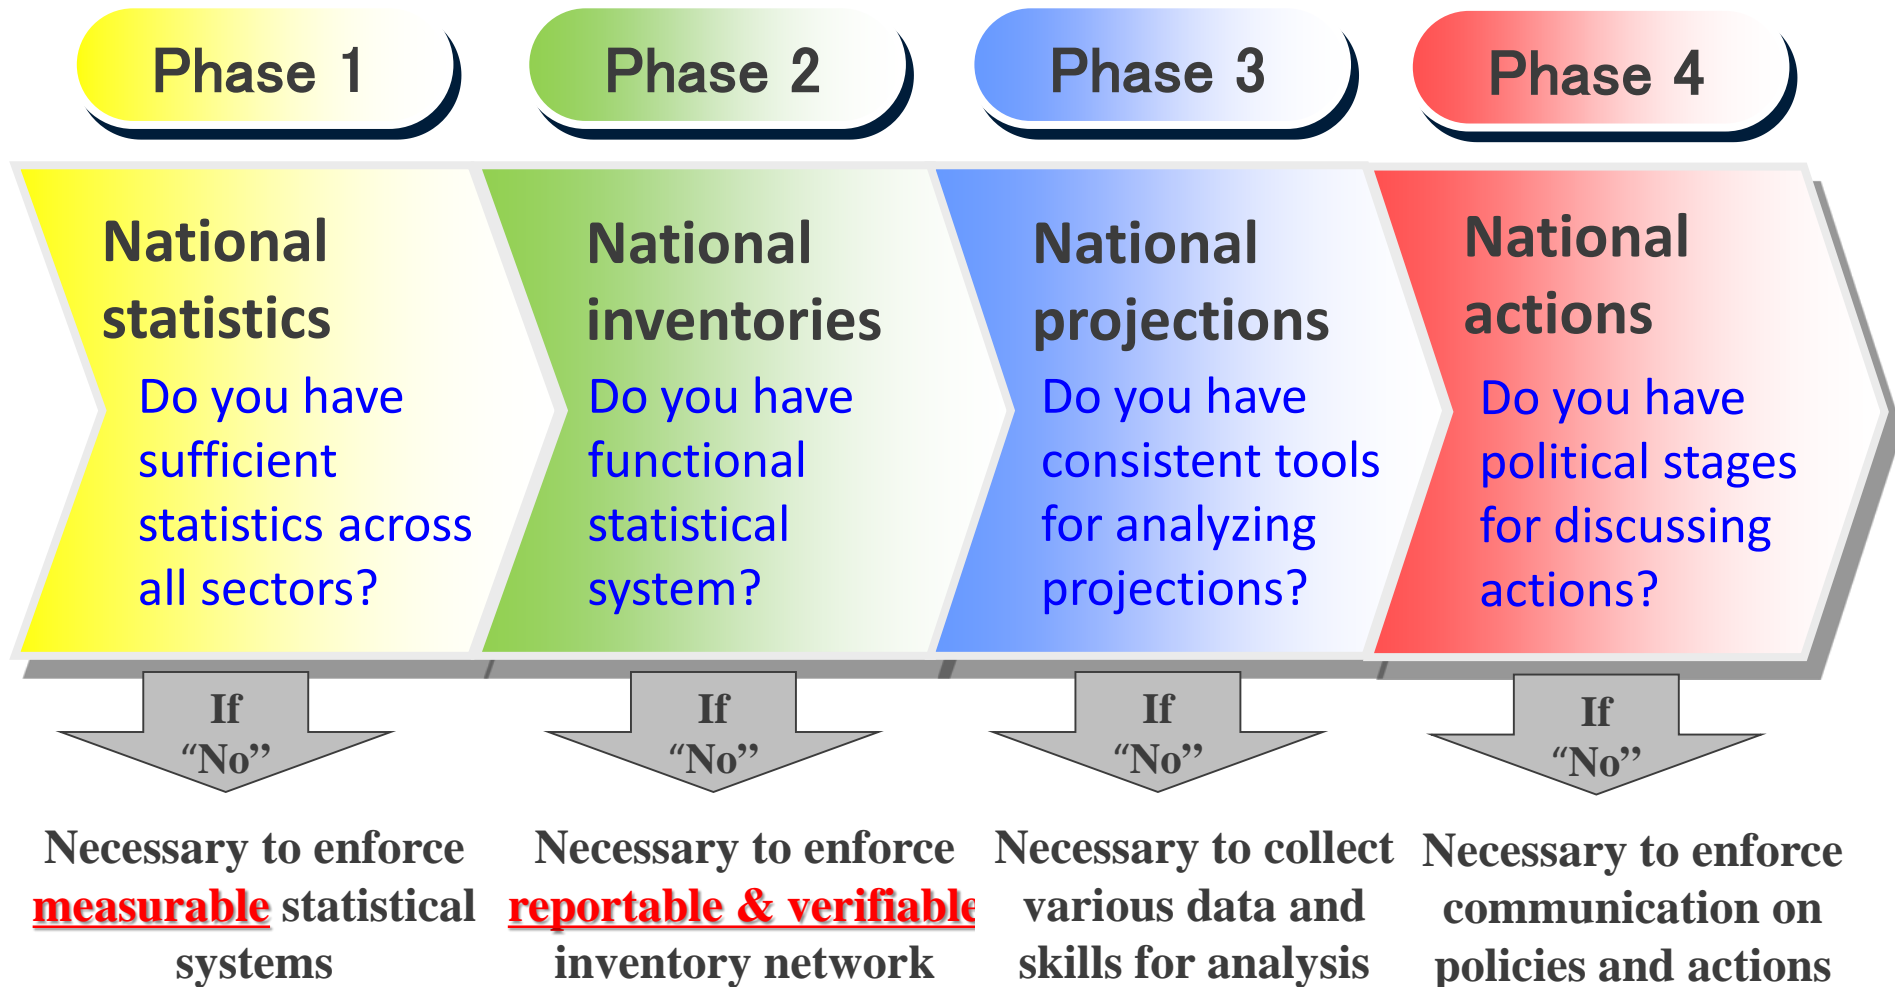 Phase 1
Phase 2
Phase 3
Phase 4
National
statistics
Do you have
sufficient
statistics across
all sectors?
National
inventories
Do you have
functional
statistical
system?
National
projections
Do you have
consistent tools
for analyzing
projections?
National
actions
Do you have
political stages
for discussing
actions?
If
“No”
If
“No”
If
“No”
If
“No”
Necessary to enforce
measurable statistical
systems
Necessary to enforce
reportable & verifiable
inventory network
Necessary to collect
various data and
skills for analysis
Necessary to enforce
communication on
policies and actions